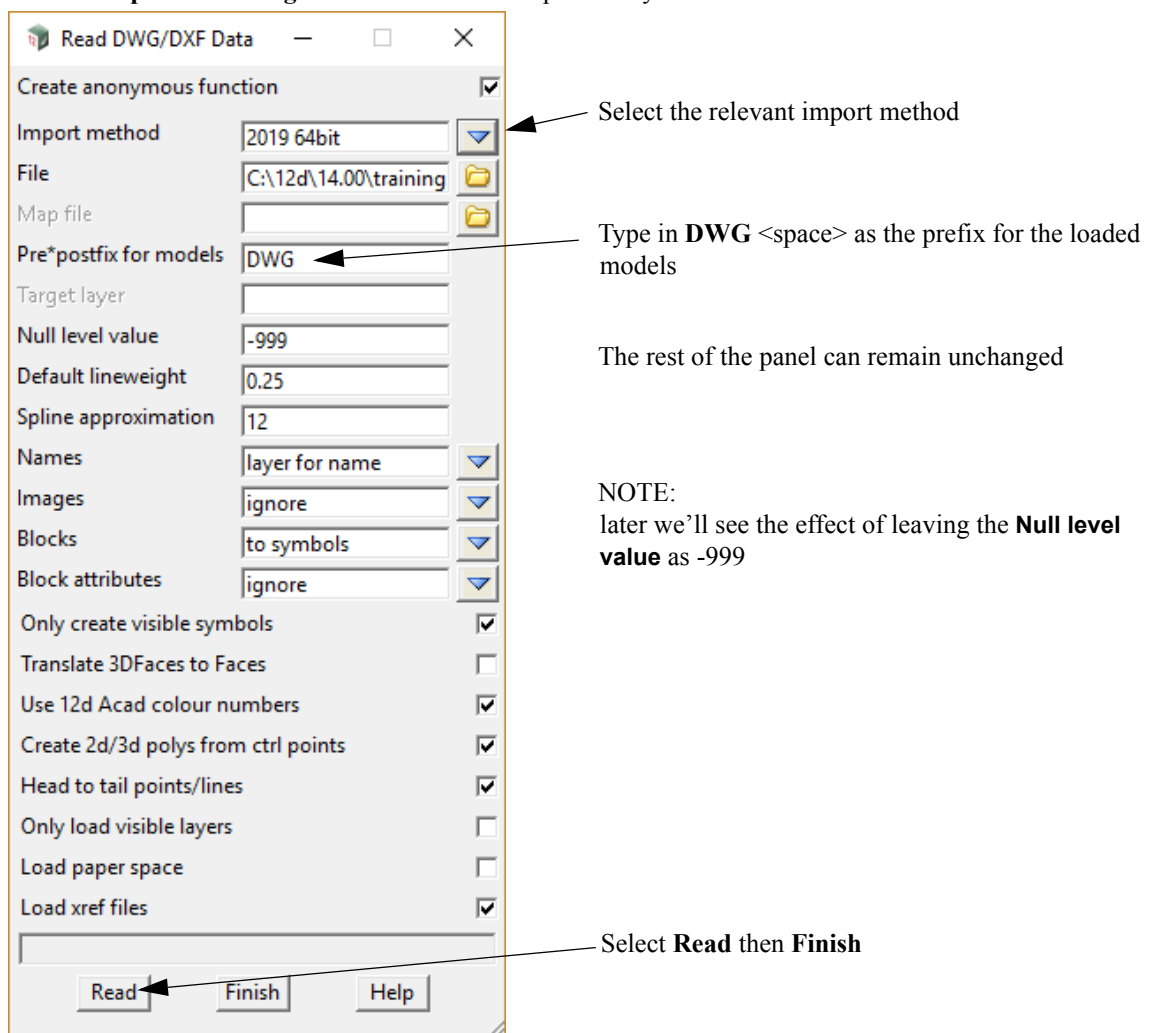 Read DWG/DXF Data
Create anonymous function
Import method 2019 64bit
Select the relevant import method
File C:\12d\14.00\training
Map file
Pre*postfix for models DWG
Type in DWG <space> as the prefix for the loaded
models
Target layer
Null level value -999
The rest of the panel can remain unchanged
Default lineweight 0.25
Spline approximation 12
Names layer for name
Images ignore
NOTE:
later we’ll see the effect of leaving the Null level
value as -999
Blocks to symbols
Block attributes ignore
Only create visible symbols
Translate 3DFaces to Faces
Use 12d Acad colour numbers
Create 2d/3d polys from ctrl points
Head to tail points/lines
Only load visible layers
Load paper space
Load xref files
Select Read then Finish
Read Finish Help